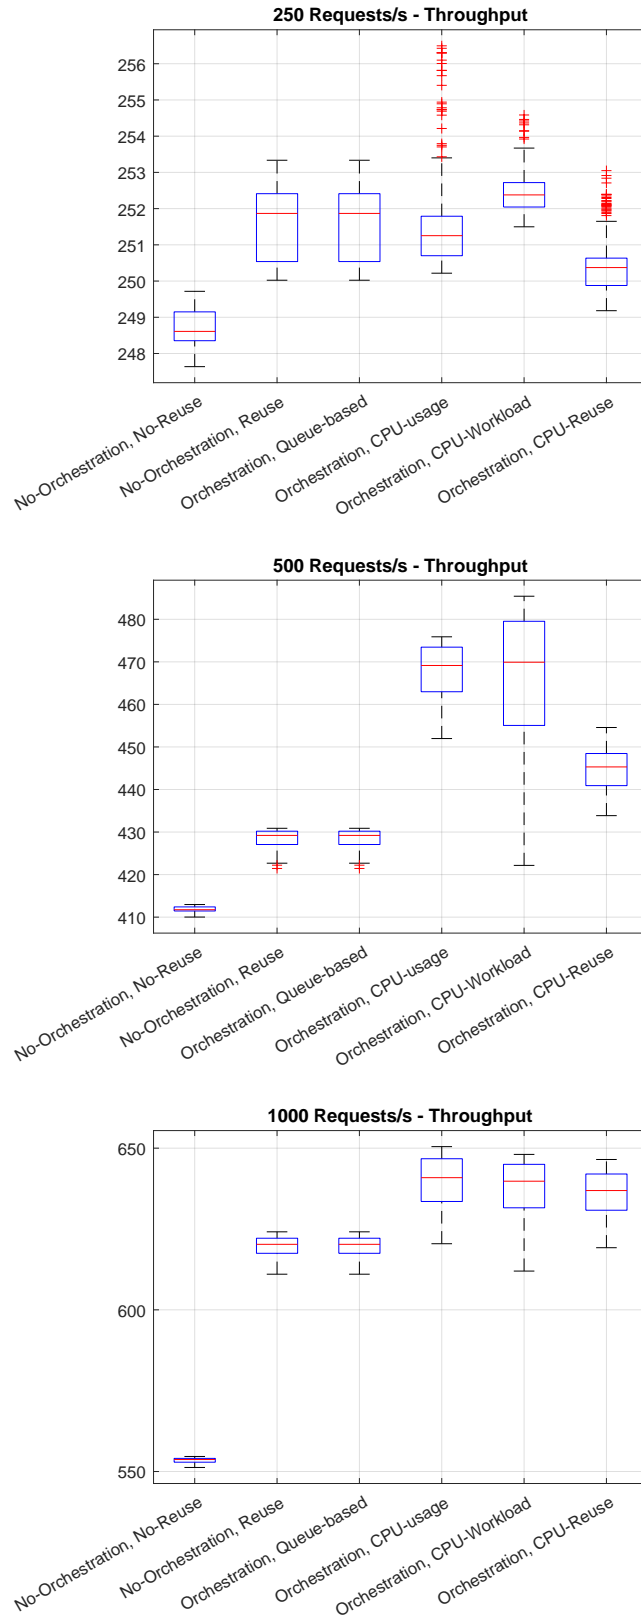 250 Requests/s - Throughput
256
255
254
253
252
251
250
249
248
No-Orchestration, No-Reuse
No-Orchestration, Reuse
Orchestration, Queue-based
Orchestration, CPU-usage
Orchestration, CPU-Workload
Orchestration, CPU-Reuse
500 Requests/s - Throughput
480
470
460
450
440
430
420
410
No-Orchestration, No-Reuse
No-Orchestration, Reuse
Orchestration, Queue-based
Orchestration, CPU-usage
Orchestration, CPU-Workload
Orchestration, CPU-Reuse
1000 Requests/s - Throughput
650
600
550
No-Orchestration, No-Reuse
No-Orchestration, Reuse
Orchestration, Queue-based
Orchestration, CPU-usage
Orchestration, CPU-Workload
Orchestration, CPU-Reuse